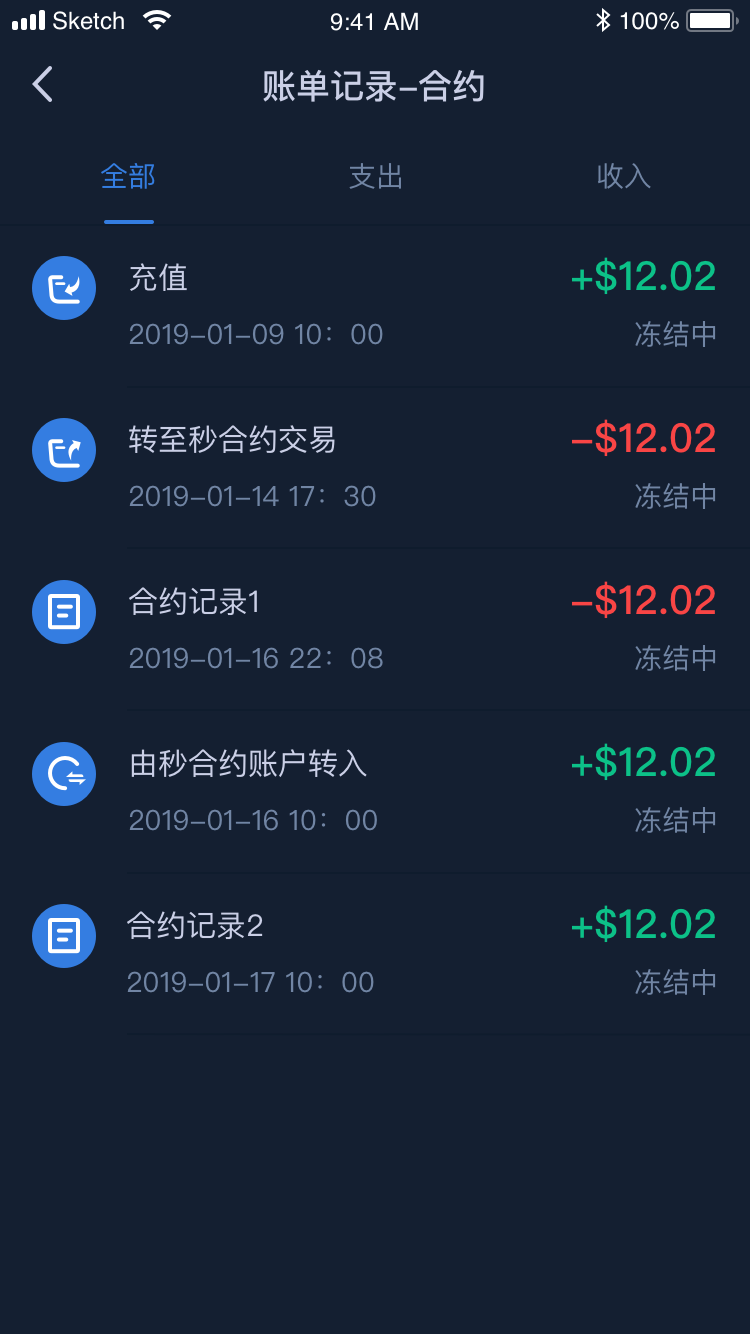 Sketch 9:41 AM 100%
账单记录–合约
全部 支出 收入
充值 +$12.02
2019–01–09 10：00 冻结中
转至秒合约交易 –$12.02
2019–01–14 17：30 冻结中
合约记录1 –$12.02
2019–01–16 22：08 冻结中
由秒合约账户转入 +$12.02
2019–01–16 10：00 冻结中
合约记录2 +$12.02
2019–01–17 10：00 冻结中